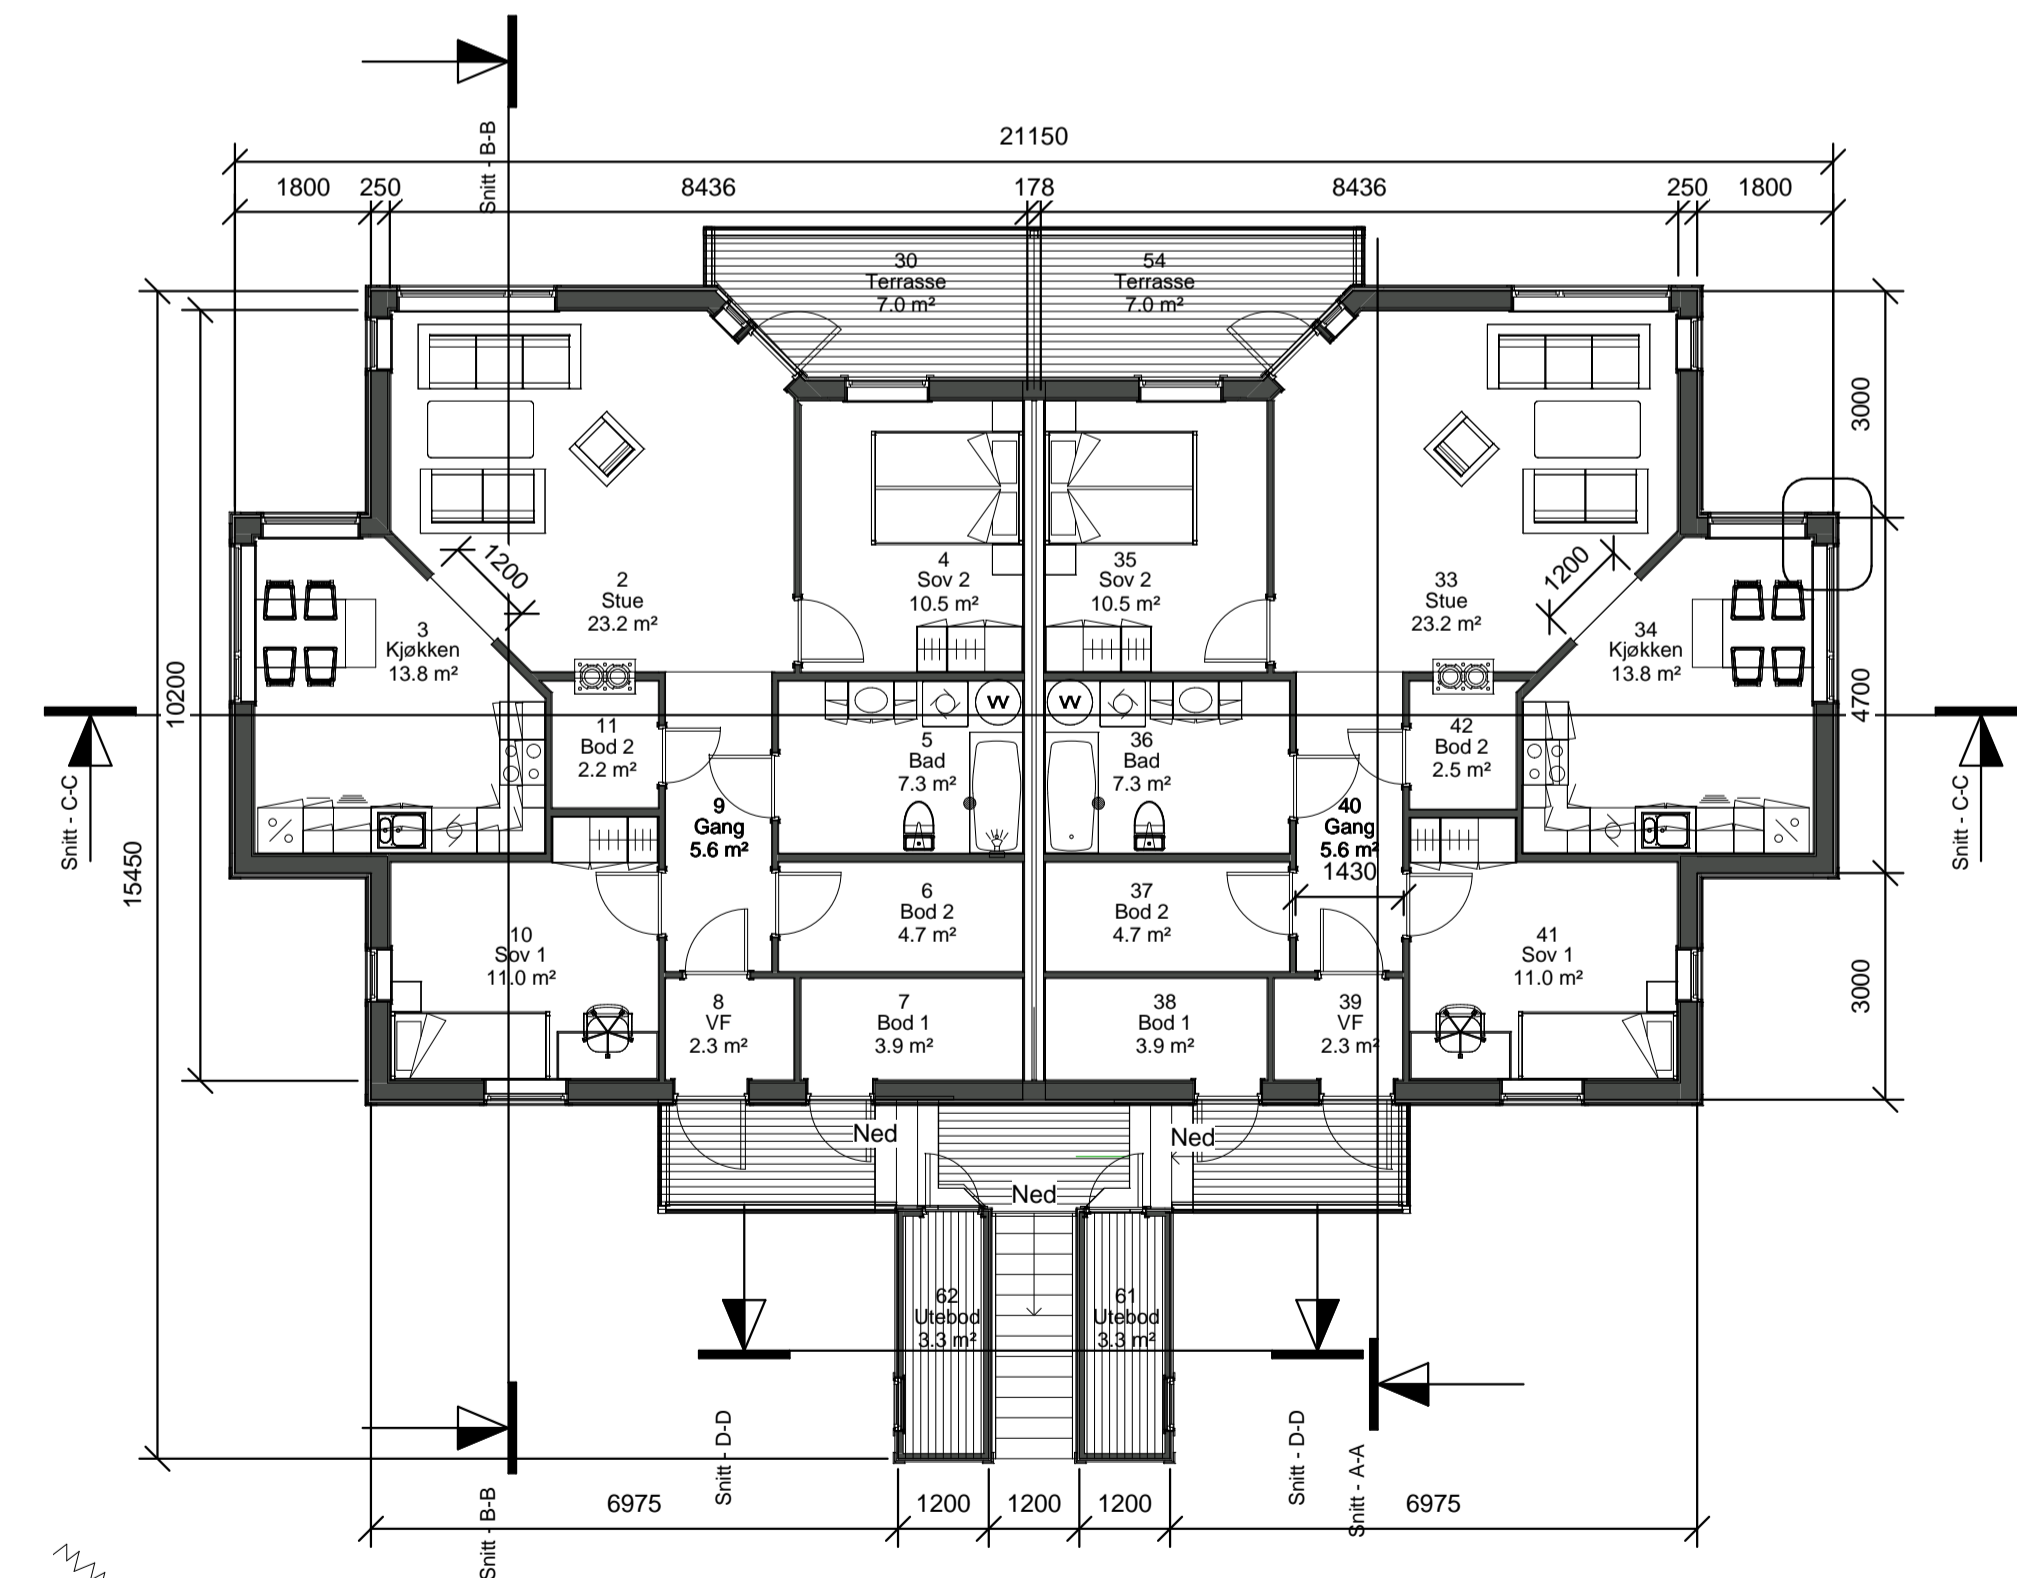 Snitt - B-B
21150
1800
250
8436
178
8436
250
1800
30
Terrasse
7.0 m²
54
Terrasse
7.0 m²
3000
1200
1200
2
Stue
23.2 m²
4
Sov 2
10.5 m²
35
Sov 2
10.5 m²
33
Stue
23.2 m²
3
Kjøkken
13.8 m²
34
Kjøkken
13.8 m²
10200
4700
W
W
11
Bod 2
2.2 m²
5
Bad
7.3 m²
36
Bad
7.3 m²
42
Bod 2
2.5 m²
Snitt - C-C
Snitt - C-C
9
Gang
5.6 m²
40
Gang
5.6 m²
1430
15450
6
Bod 2
4.7 m²
37
Bod 2
4.7 m²
10
Sov 1
11.0 m²
41
Sov 1
11.0 m²
3000
8
VF
2.3 m²
7
Bod 1
3.9 m²
38
Bod 1
3.9 m²
39
VF
2.3 m²
Ned
Ned
Ned
62
Utebod
3.3 m²
61
Utebod
3.3 m²
Snitt - D-D
Snitt - D-D
Snitt - A-A
Snitt - B-B
6975
1200
1200
1200
6975